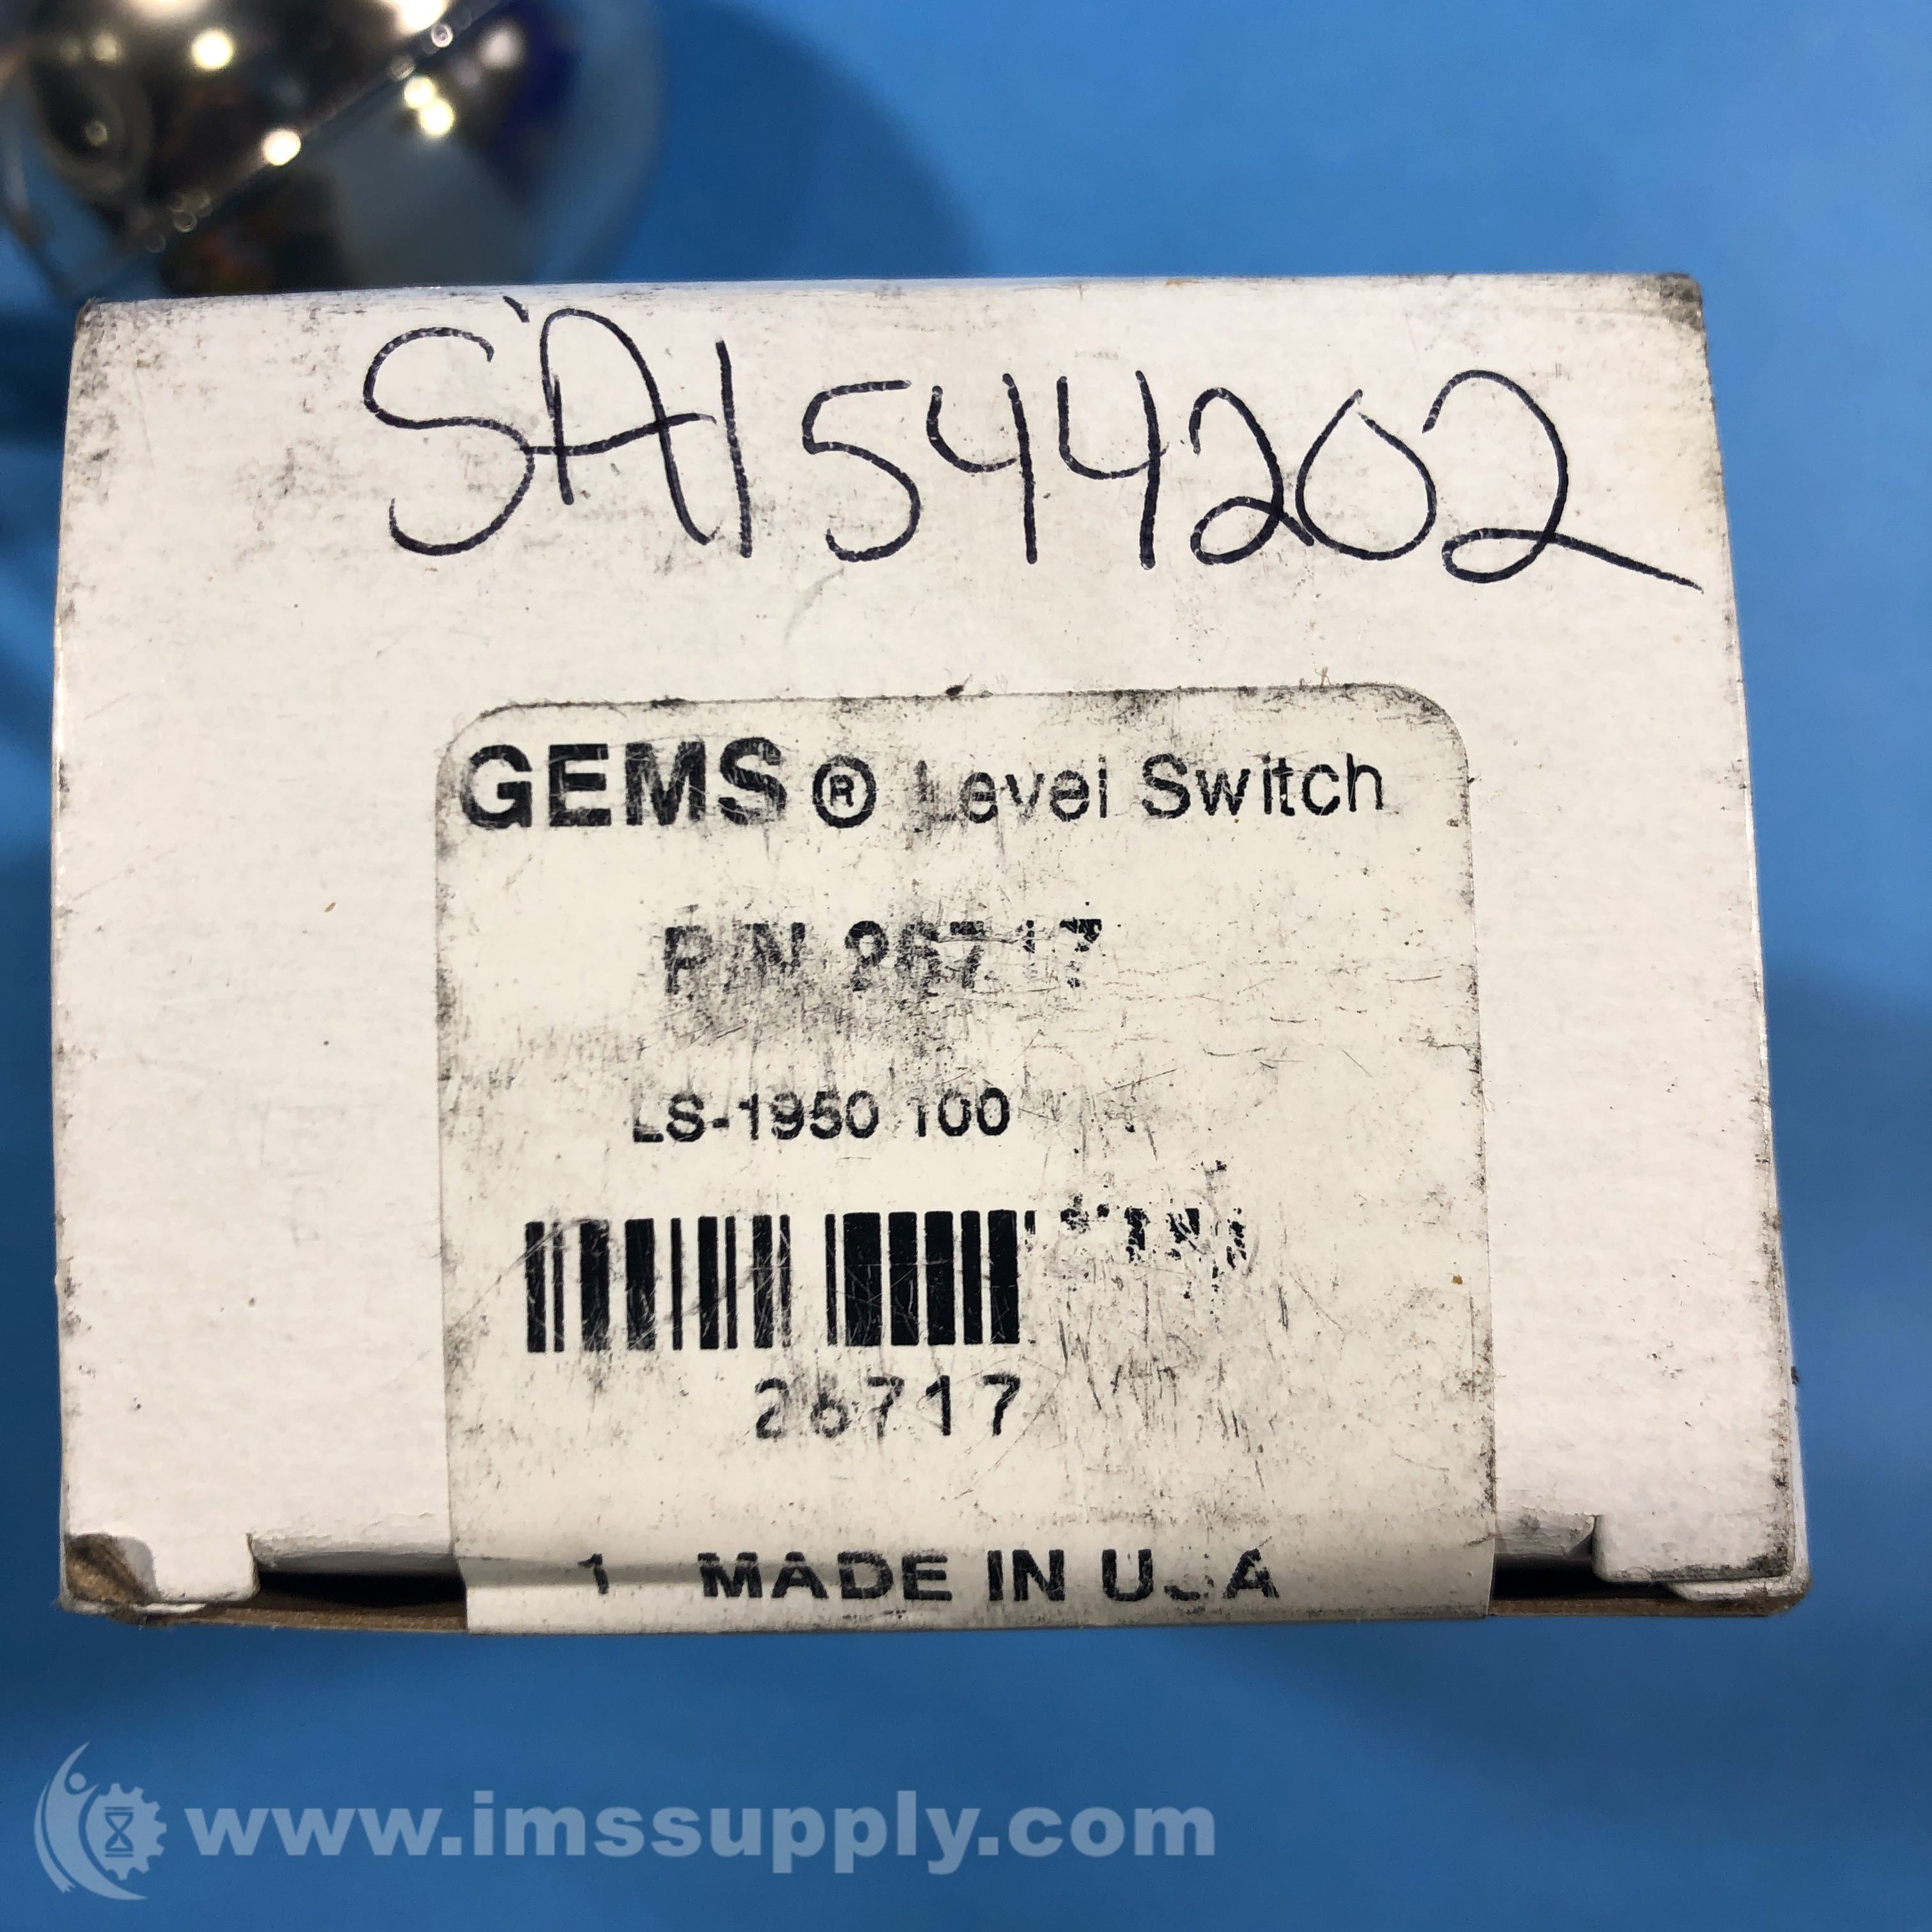 SA1544202
GEMS® Level Switch
P/N 26717
LS-1950 100
26717
1 MADE IN USA
www.imssupply.com